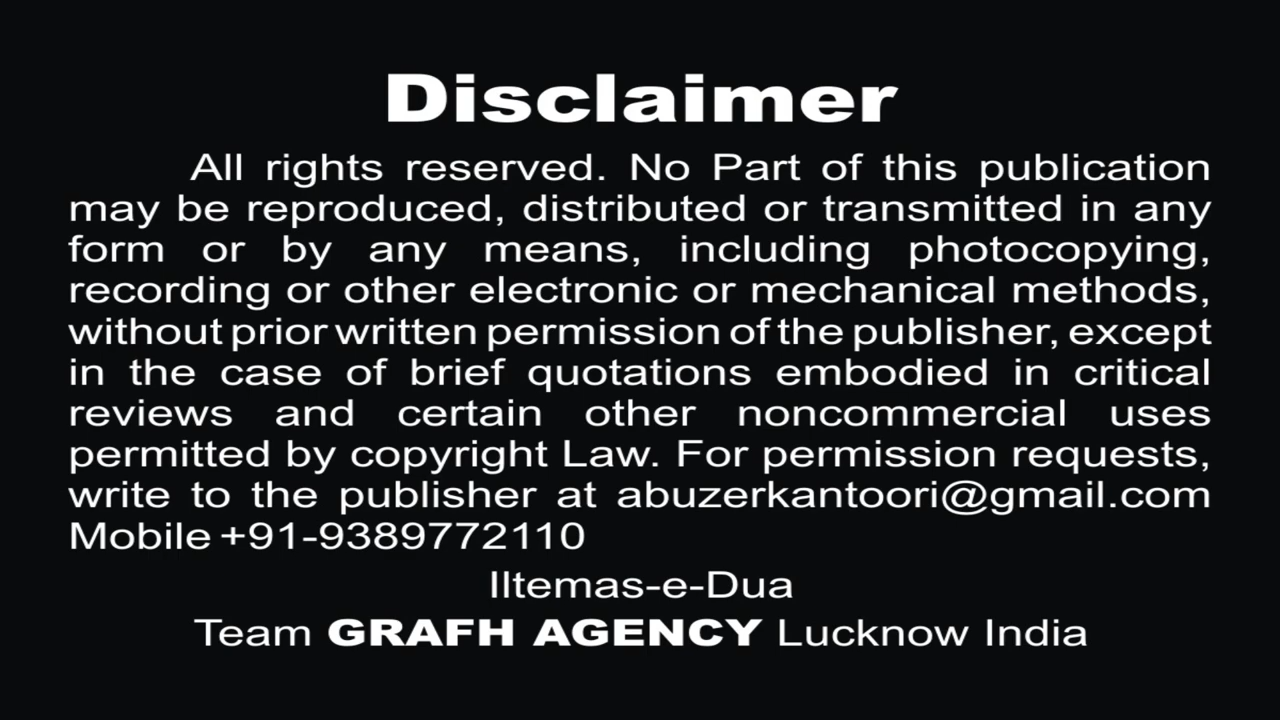 Disclaimer
All rights reserved. No Part of this publication
may be reproduced, distributed or transmitted in any
form or by any means, including photocopying,
recording or other electronic or mechanical methods,
without prior written permission of the publisher, except
in the case of brief quotations embodied in critical
reviews and certain other noncommercial uses
permitted by copyright Law. For permission requests,
write to the publisher at abuzerkantoori@gmail.com
Mobile +91-9389772110
IItemas-e-Dua
Team GRAFH AGENCY Lucknow India